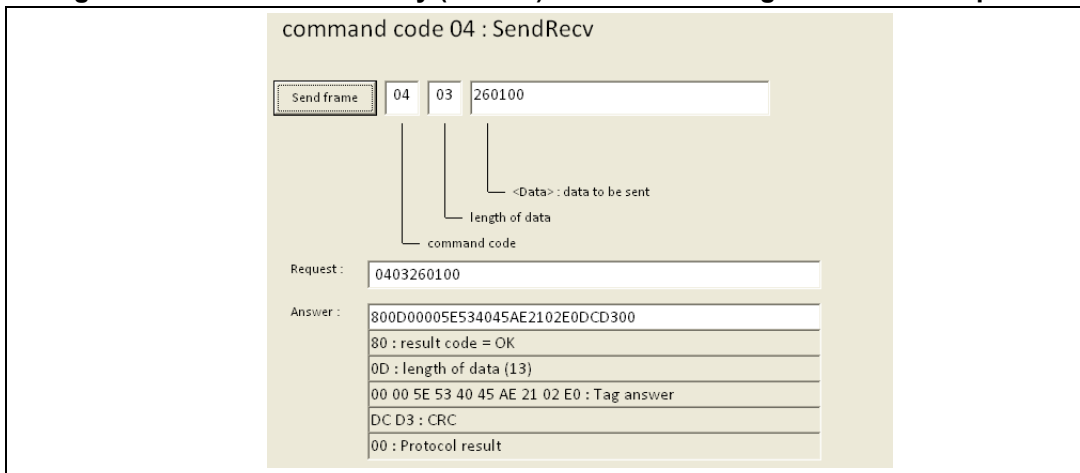 command code 04 : SendRecv
Send frame 04 03 260100
<Data> : data to be sent
length of data
command code
Request : 0403260100
Answer : 800D00005E534045AE2102E0DCD300
80 : result code = OK
0D : length of data (13)
00 00 5E 53 40 45 AE 21 02 E0 : Tag answer
DC D3 : CRC
00 : Protocol result